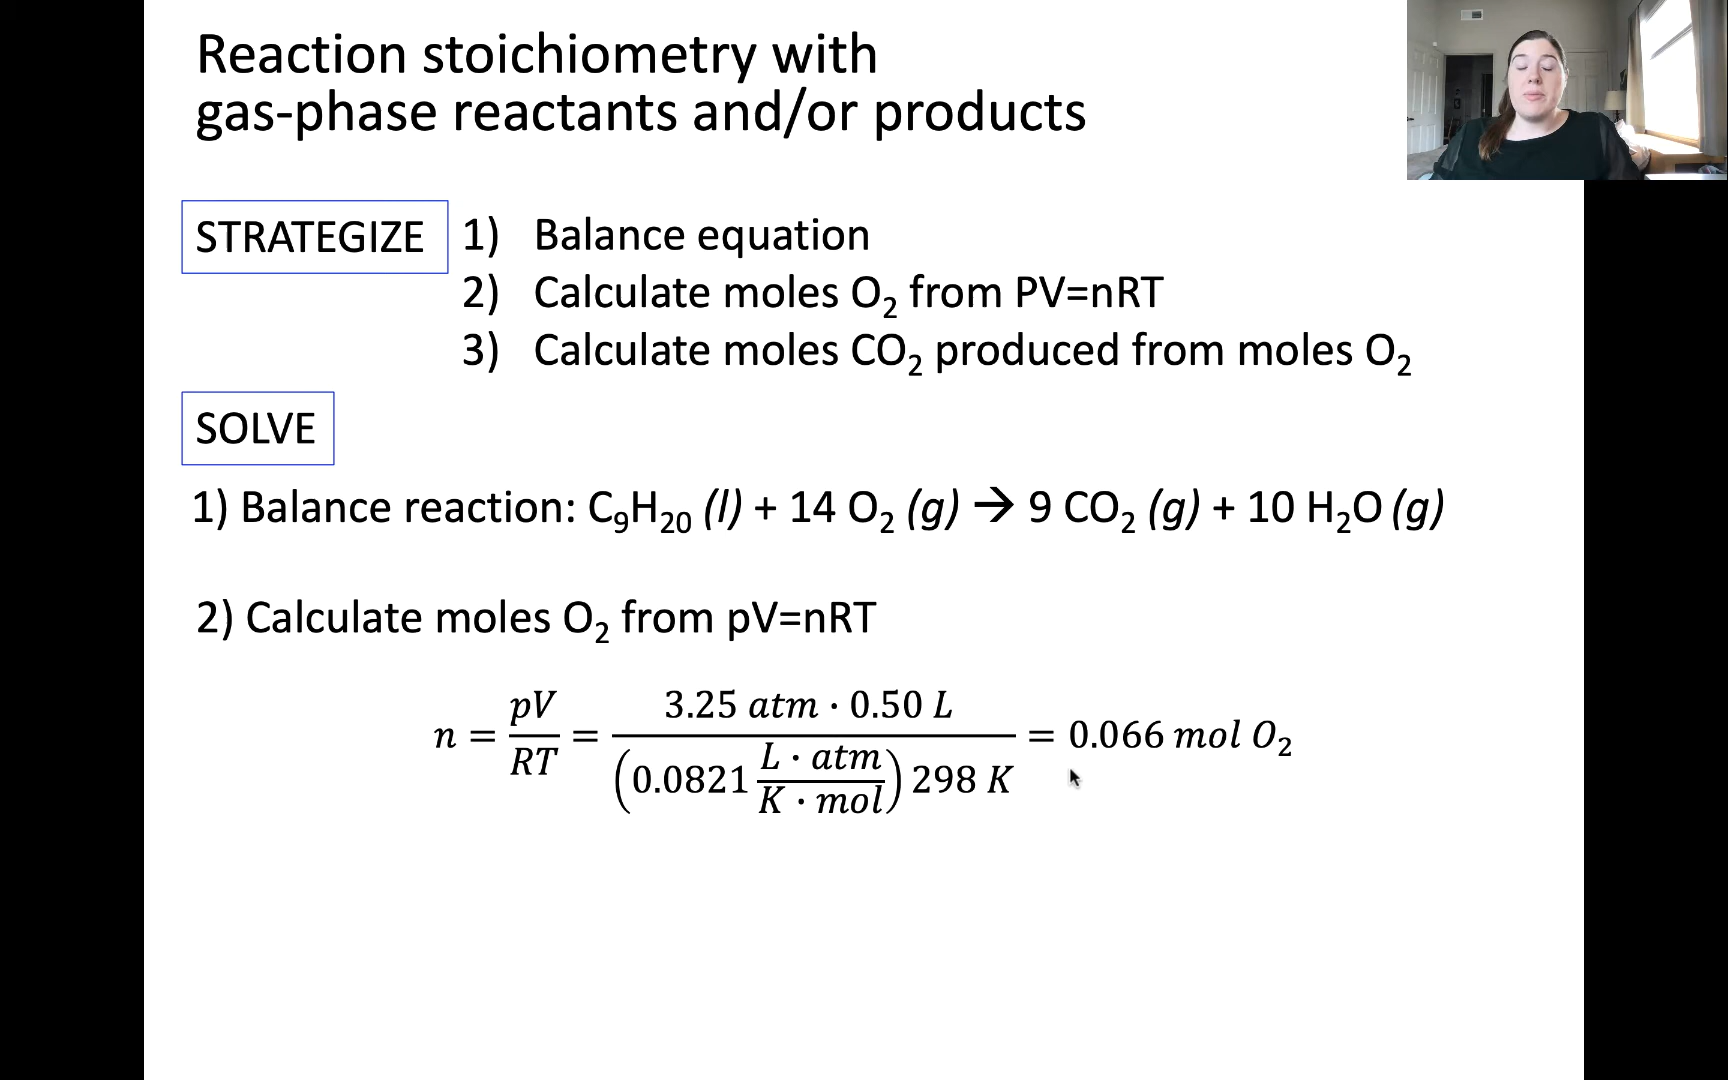 Reaction stoichiometry with
gas-phase reactants and/or products
STRATEGIZE
1) Balance equation
2) Calculate moles O₂ from PV=nRT
3) Calculate moles CO₂ produced from moles O₂
SOLVE
1) Balance reaction: C₉H₂₀ (l) + 14 O₂ (g) → 9 CO₂ (g) + 10 H₂O (g)
2) Calculate moles O₂ from pV=nRT
n = pV/RT = 3.25 atm · 0.50 L / (0.0821 L · atm/K · mol) 298 K = 0.066 mol O₂